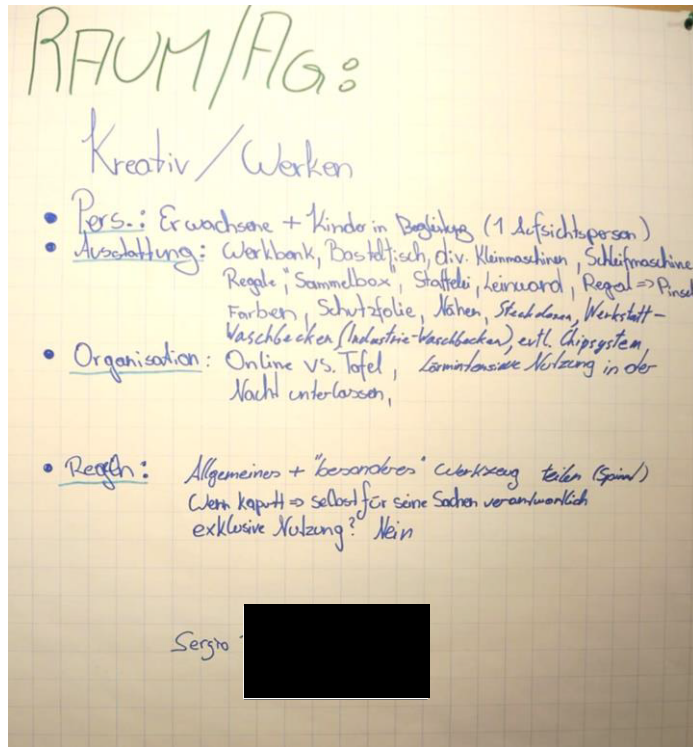 RAUM/AG:
Kreativ / Werken
• Pers.: Erwachsene + Kinder in Begleitung (1 Aufsichtsperson)
• Ausstattung: Werkbank, Basteltisch, div. Kleinmaschinen, Schleifmaschine
Regale, "Sammelbox", Staffelei, Leinwand, Regal => Pinsel
Farben, Schutzfolie, Nähen, Steckdosen, Werkstatt-
Waschbecken (Industrie-Waschbecken), evtl. Chipsystem,
• Organisation: Online vs. Tafel, Lärmintensive Nutzung in der
Nacht unterlassen,
• Regeln: Allgemeines + "besonderes" Werkzeug teilen (Spind)
Wenn kaputt => selbst für seine Sachen verantwortlich
exklusive Nutzung? Nein
Sergio